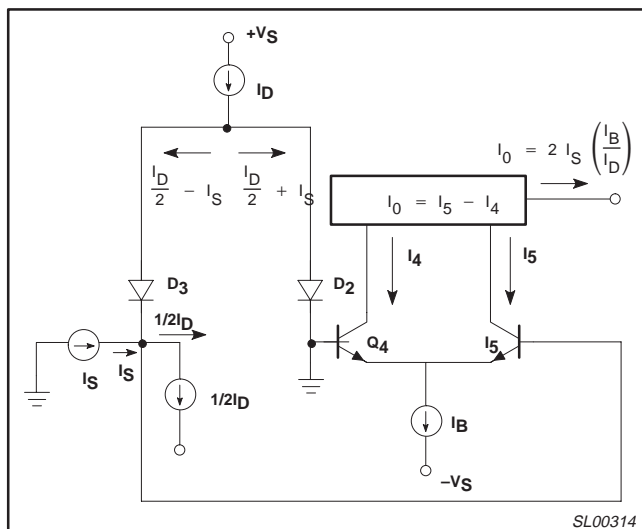 +VS
ID
ID/2 − IS
ID/2 + IS
I0 = 2 IS (IB/ID)
I0 = I5 − I4
I4
I5
D3
D2
1/2ID
Q4
I5
IS
IS
1/2ID
IB
−VS
SL00314